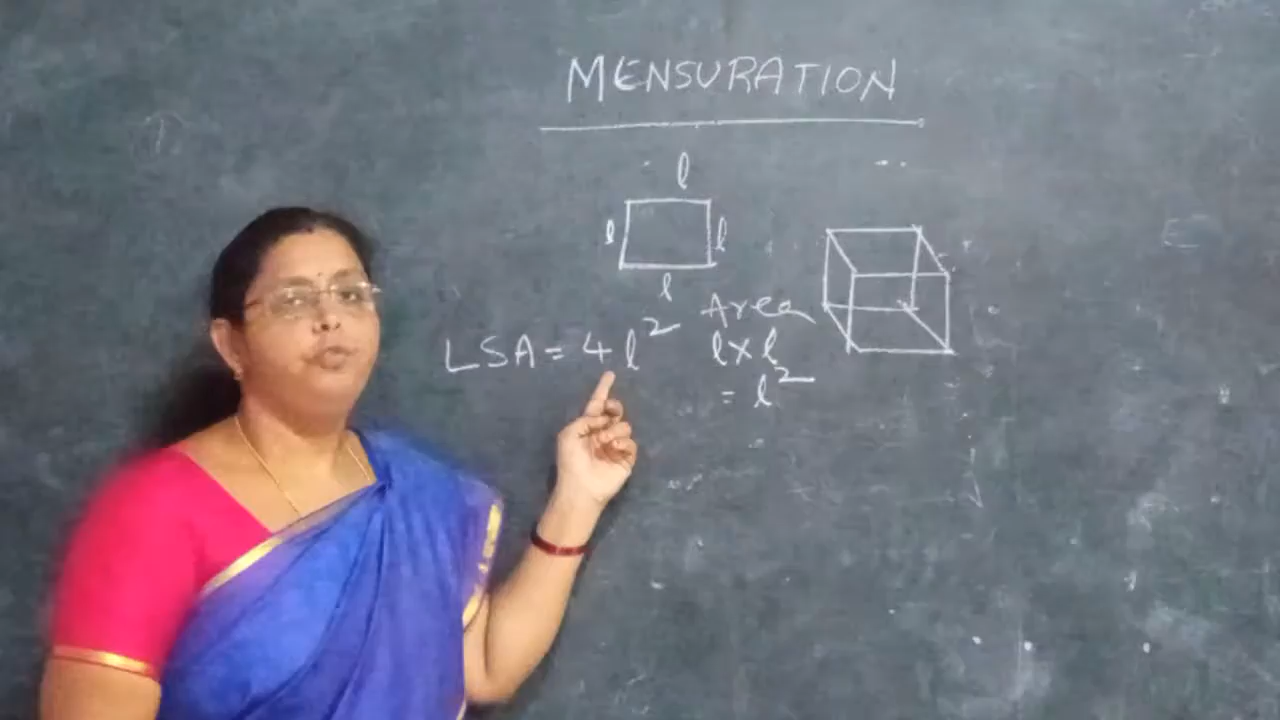 MENSURATION
l
l l
l
Area
LSA = 4l² l×l
= l²